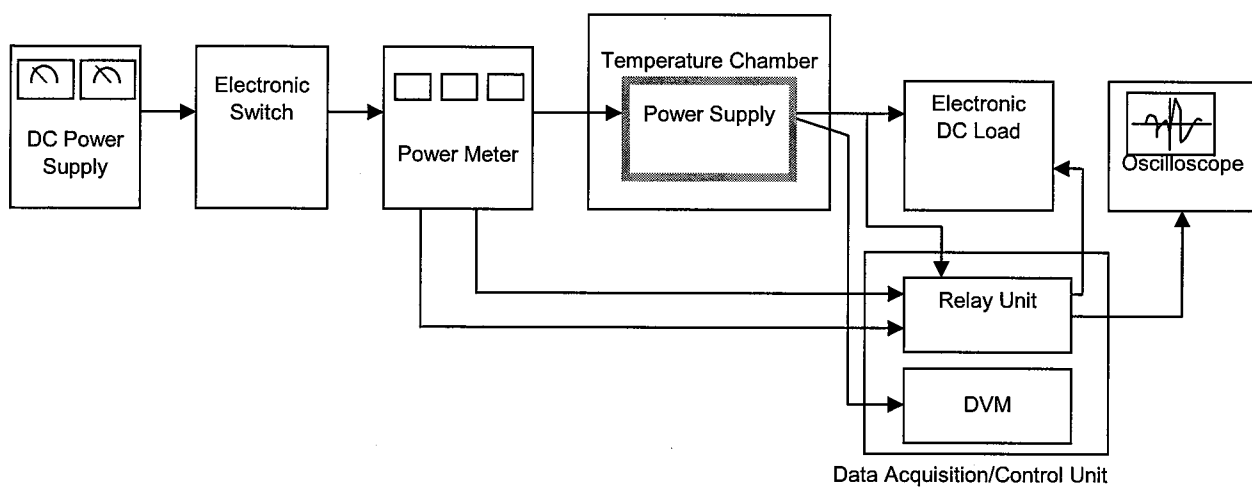 DC Power
Supply
Electronic
Switch
Power Meter
Temperature Chamber
Power Supply
Electronic
DC Load
Oscilloscope
Relay Unit
DVM
Data Acquisition/Control Unit